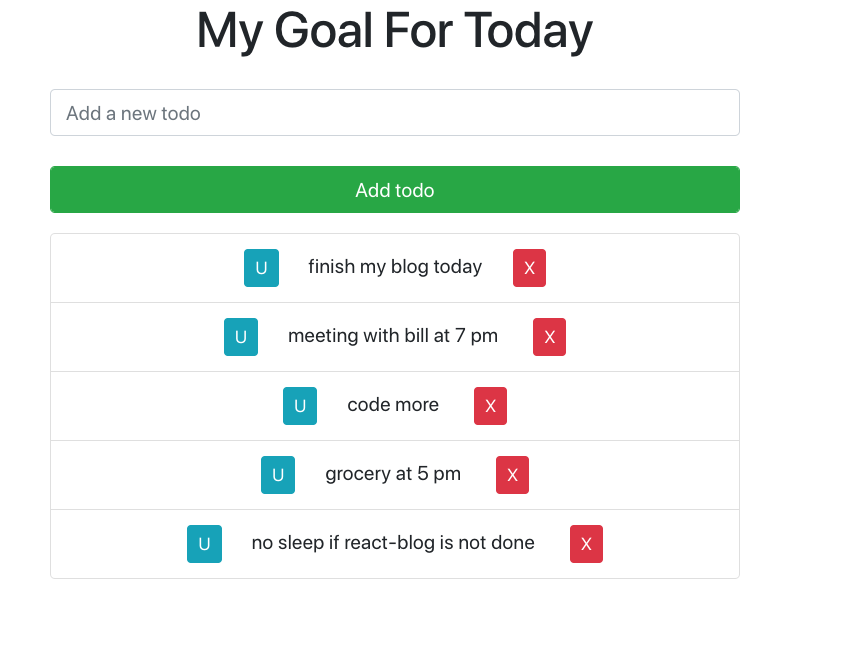 My Goal For Today
Add a new todo
Add todo
U finish my blog today X
U meeting with bill at 7 pm X
U code more X
U grocery at 5 pm X
U no sleep if react-blog is not done X